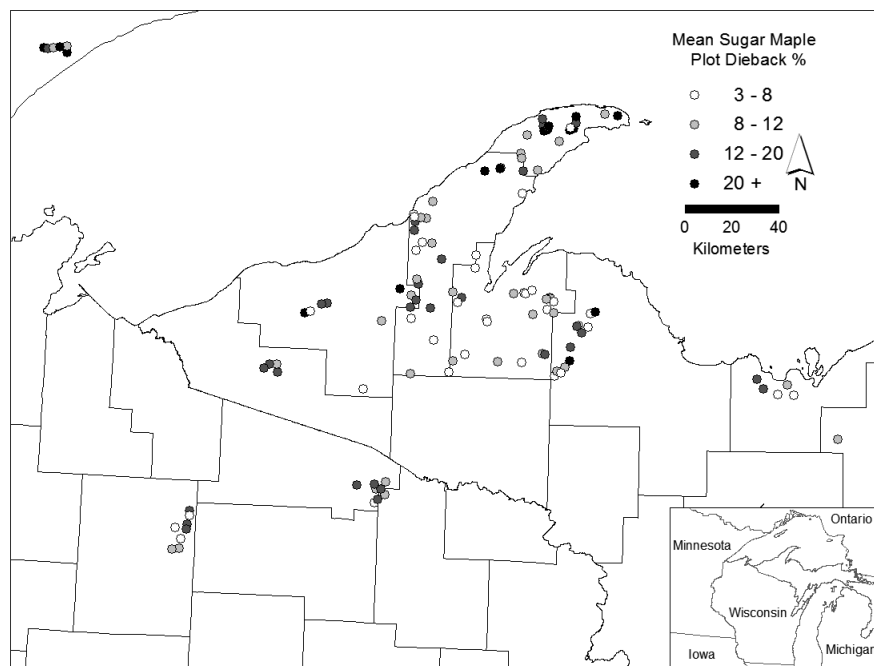 Mean Sugar Maple
Plot Dieback %
3 - 8
8 - 12
12 - 20
20 +
N
0 20 40
Kilometers
Ontario
Minnesota
Wisconsin
Iowa
Michigan